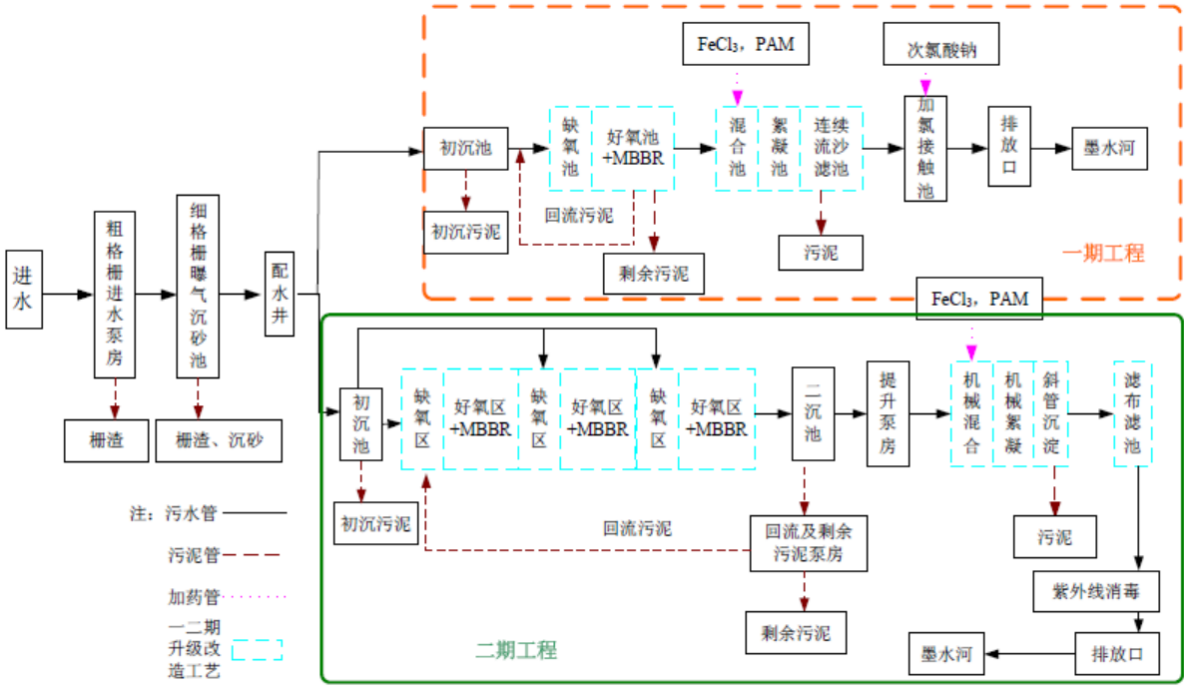 进水
粗格栅进水泵房
栅渣
细格栅曝气沉砂池
栅渣、沉砂
配水井
FeCl₃，PAM
次氯酸钠
初沉池
缺氧池
好氧池
+MBBR
混合池
絮凝池
连续
流沙
滤池
加氯接触池
排放口
墨水河
初沉污泥
回流污泥
剩余污泥
污泥
一期工程
FeCl₃，PAM
初沉池
缺氧区
好氧区
+MBBR
缺氧区
好氧区
+MBBR
缺氧区
好氧区
+MBBR
二沉池
提升泵房
机械混合
机械絮凝
斜管沉淀
滤布滤池
初沉污泥
回流污泥
回流及剩余
污泥泵房
剩余污泥
污泥
紫外线消毒
排放口
墨水河
二期工程
注：污水管
污泥管
加药管
一二期
升级改
造工艺